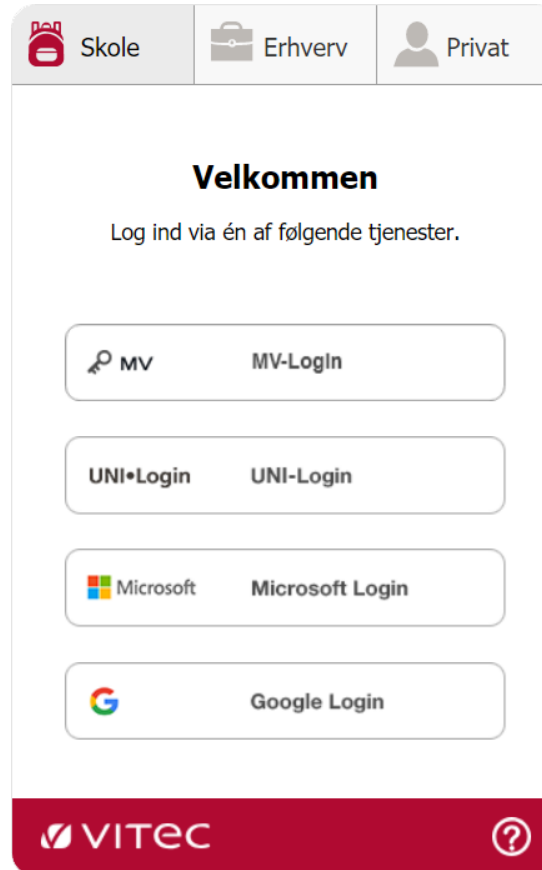 Skole
Erhverv
Privat
Velkommen
Log ind via én af følgende tjenester.
MV MV-LogIn
UNI•Login UNI-Login
Microsoft Microsoft Login
G Google Login
vitec ?